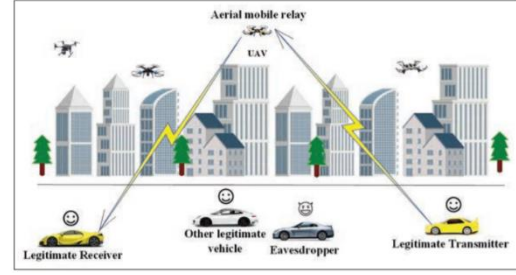 Aerial mobile relay
UAV
Other legitimate
vehicle
Legitimate Receiver
Eavesdropper
Legitimate Transmitter